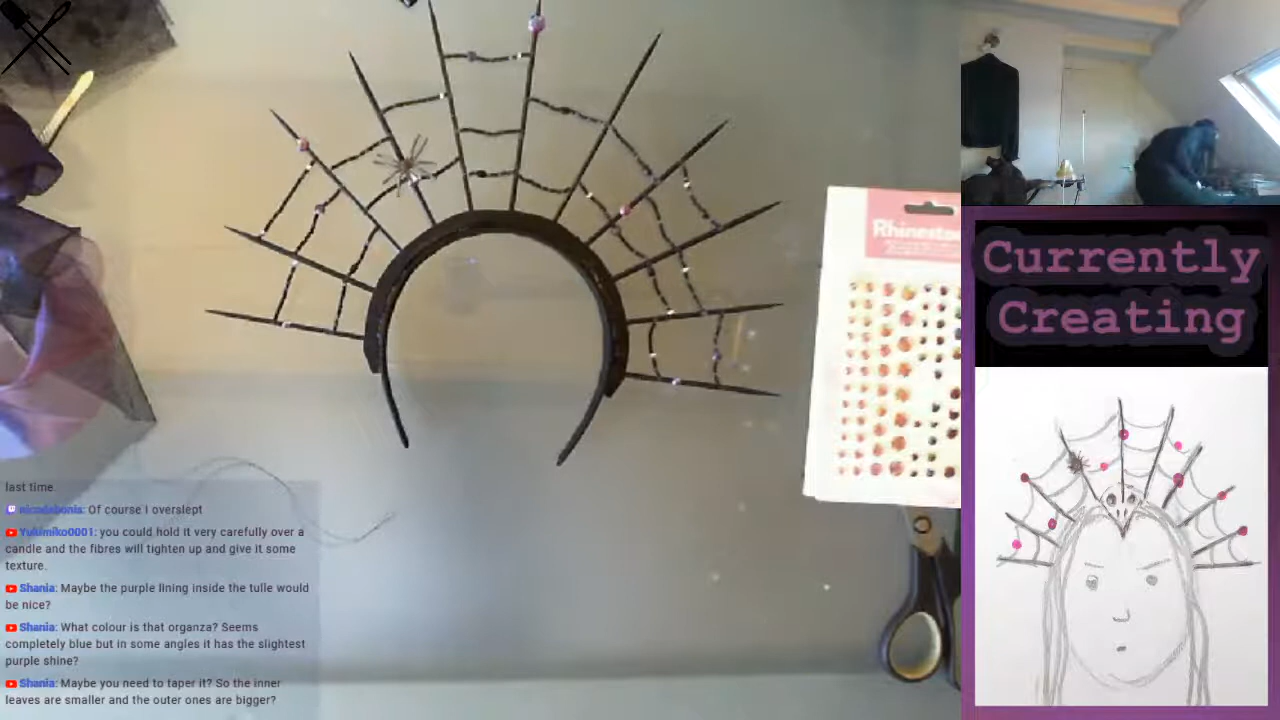 Rhinesto
Currently
Creating
last time.
nicodebonia: Of course I overslept
Yukimiko0001: you could hold it very carefully over a
candle and the fibres will tighten up and give it some
texture.
Shania: Maybe the purple lining inside the tulle would
be nice?
Shania: What colour is that organza? Seems
completely blue but in some angles it has the slightest
purple shine?
Shania: Maybe you need to taper it? So the inner
leaves are smaller and the outer ones are bigger?